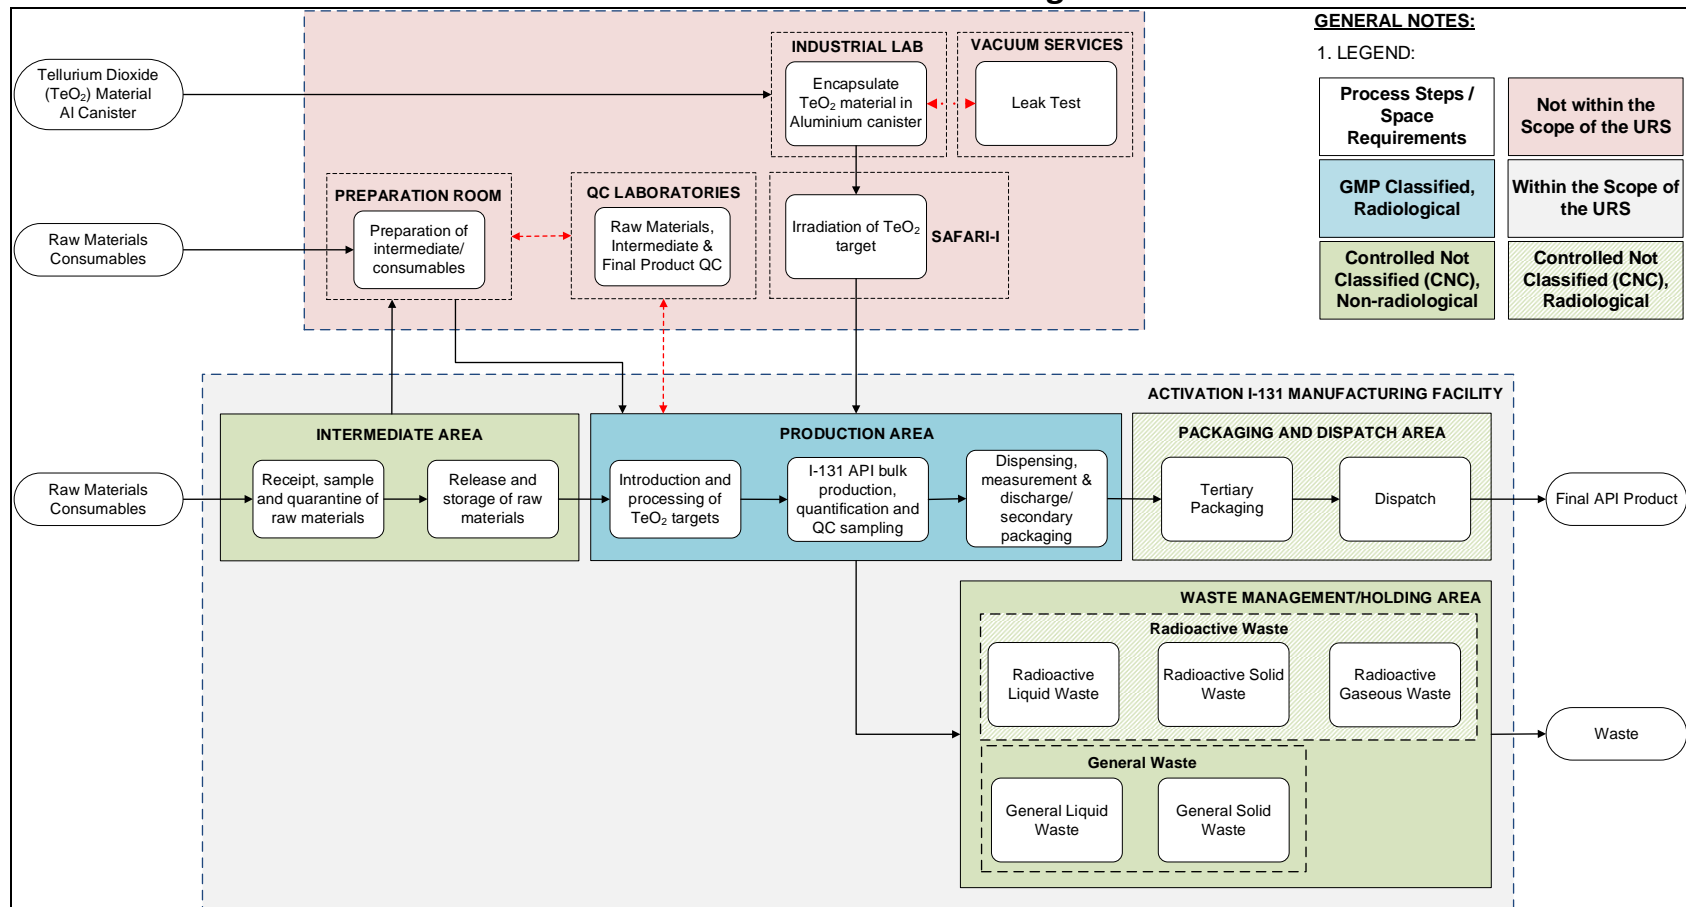 GENERAL NOTES:
1. LEGEND:
Process Steps /
Space
Requirements
Not within the
Scope of the URS
GMP Classified,
Radiological
Within the Scope of
the URS
Controlled Not
Classified (CNC),
Non-radiological
Controlled Not
Classified (CNC),
Radiological
Tellurium Dioxide
(TeO₂) Material
Al Canister
INDUSTRIAL LAB
Encapsulate
TeO₂ material in
Aluminium canister
VACUUM SERVICES
Leak Test
Raw Materials
Consumables
PREPARATION ROOM
Preparation of
intermediate/
consumables
QC LABORATORIES
Raw Materials,
Intermediate &
Final Product QC
Irradiation of TeO₂
target
SAFARI-I
ACTIVATION I-131 MANUFACTURING FACILITY
Raw Materials
Consumables
INTERMEDIATE AREA
Receipt, sample
and quarantine of
raw materials
Release and
storage of raw
materials
PRODUCTION AREA
Introduction and
processing of
TeO₂ targets
I-131 API bulk
production,
quantification and
QC sampling
Dispensing,
measurement &
discharge/
secondary
packaging
PACKAGING AND DISPATCH AREA
Tertiary
Packaging
Dispatch
Final API Product
WASTE MANAGEMENT/HOLDING AREA
Radioactive Waste
Radioactive
Liquid Waste
Radioactive Solid
Waste
Radioactive
Gaseous Waste
General Waste
General Liquid
Waste
General Solid
Waste
Waste